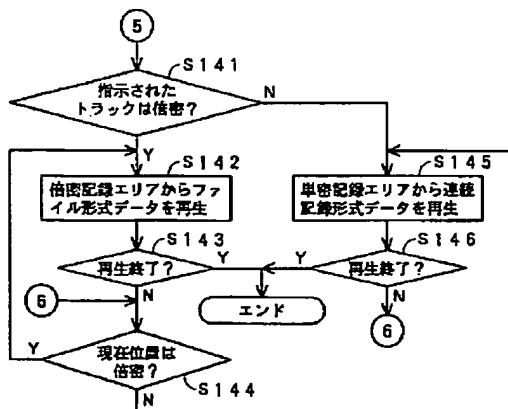 5
S141
指示された
トラックは倍密?
N
Y
S142
S145
倍密記録エリアからファ
イル形式データを再生
単密記録エリアから連続
記録形式データを再生
S143
S146
再生終了?
Y
Y
再生終了?
6
N
エンド
N
6
Y
現在位置は
倍密?
S144
N